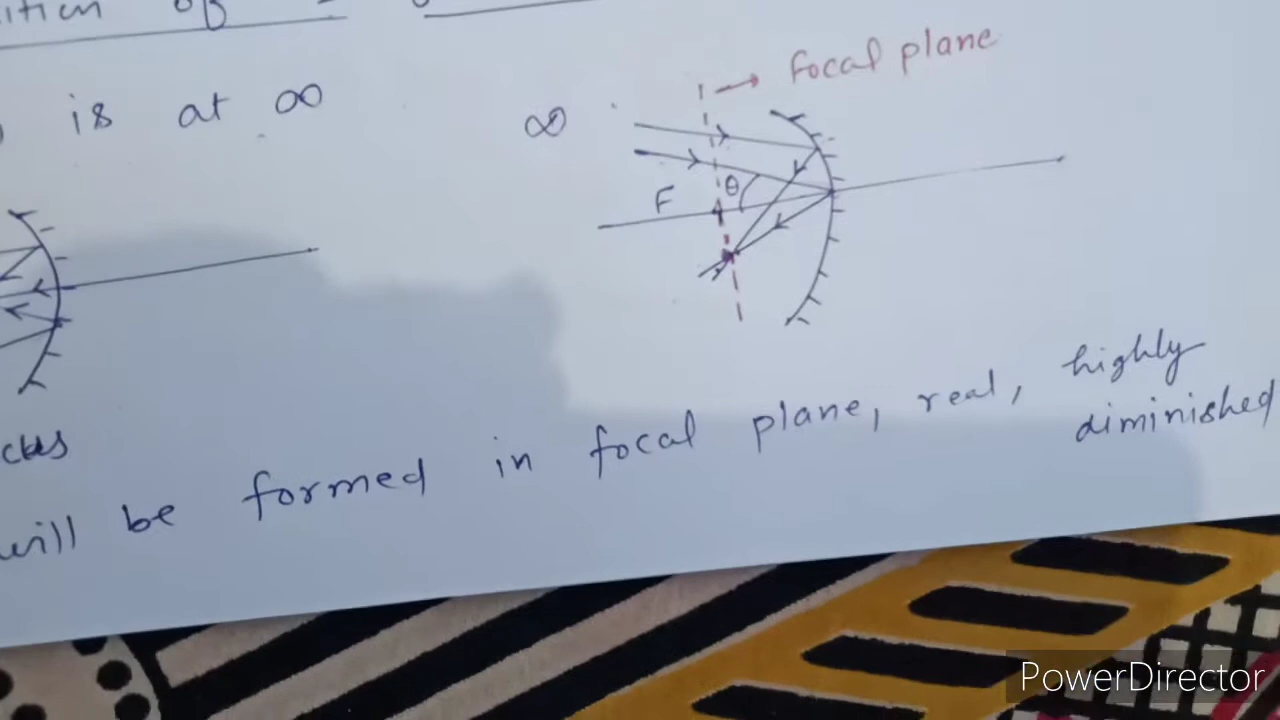 is at ∞
∞
→ focal plane
F
θ
will be formed in focal plane, real, highly
diminished
PowerDirector